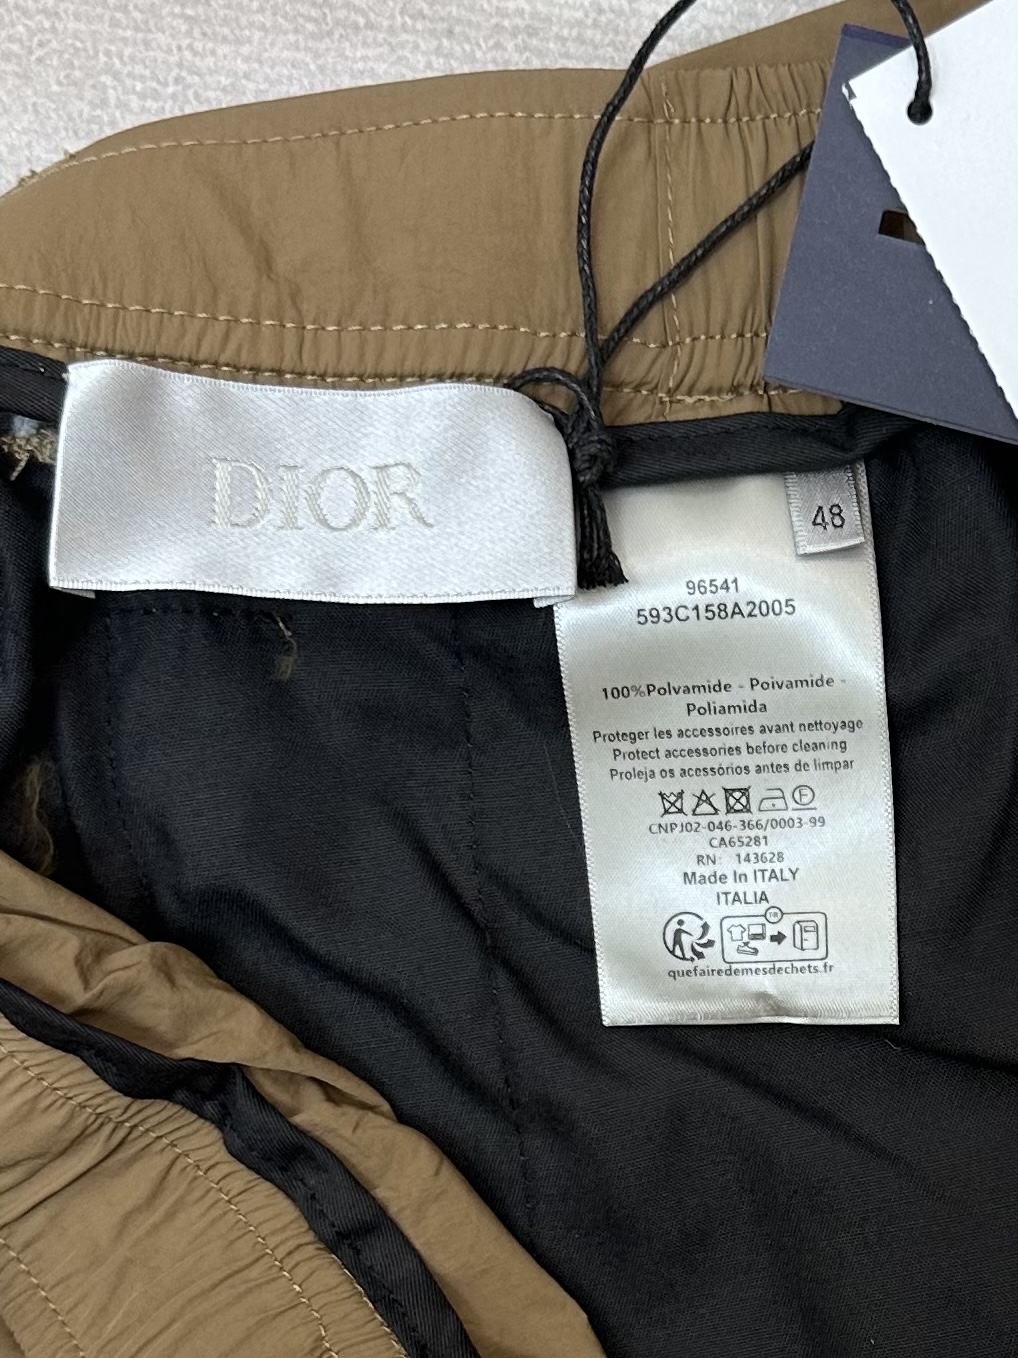 DIOR
48
96541
593C158A2005
100%Polvamide - Poivamide -
Poliamida
Proteger les accessoires avant nettoyage
Protect accessories before cleaning
Proleja os acessórios antes de limpar
CNPJ02-046-366/0003-99
CA65281
RN: 143628
Made In ITALY
ITALIA
FR
quefairedemesdechets.fr